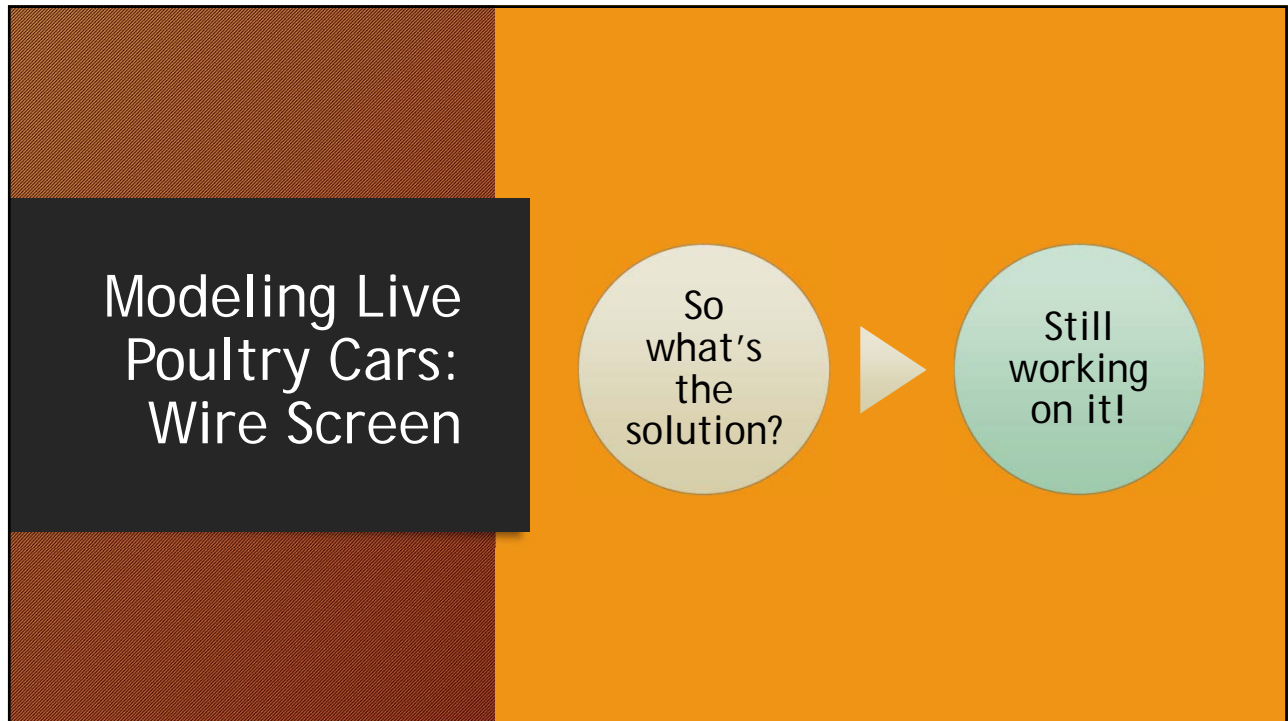 Modeling Live
Poultry Cars:
Wire Screen
So
what's
the
solution?
Still
working
on it!